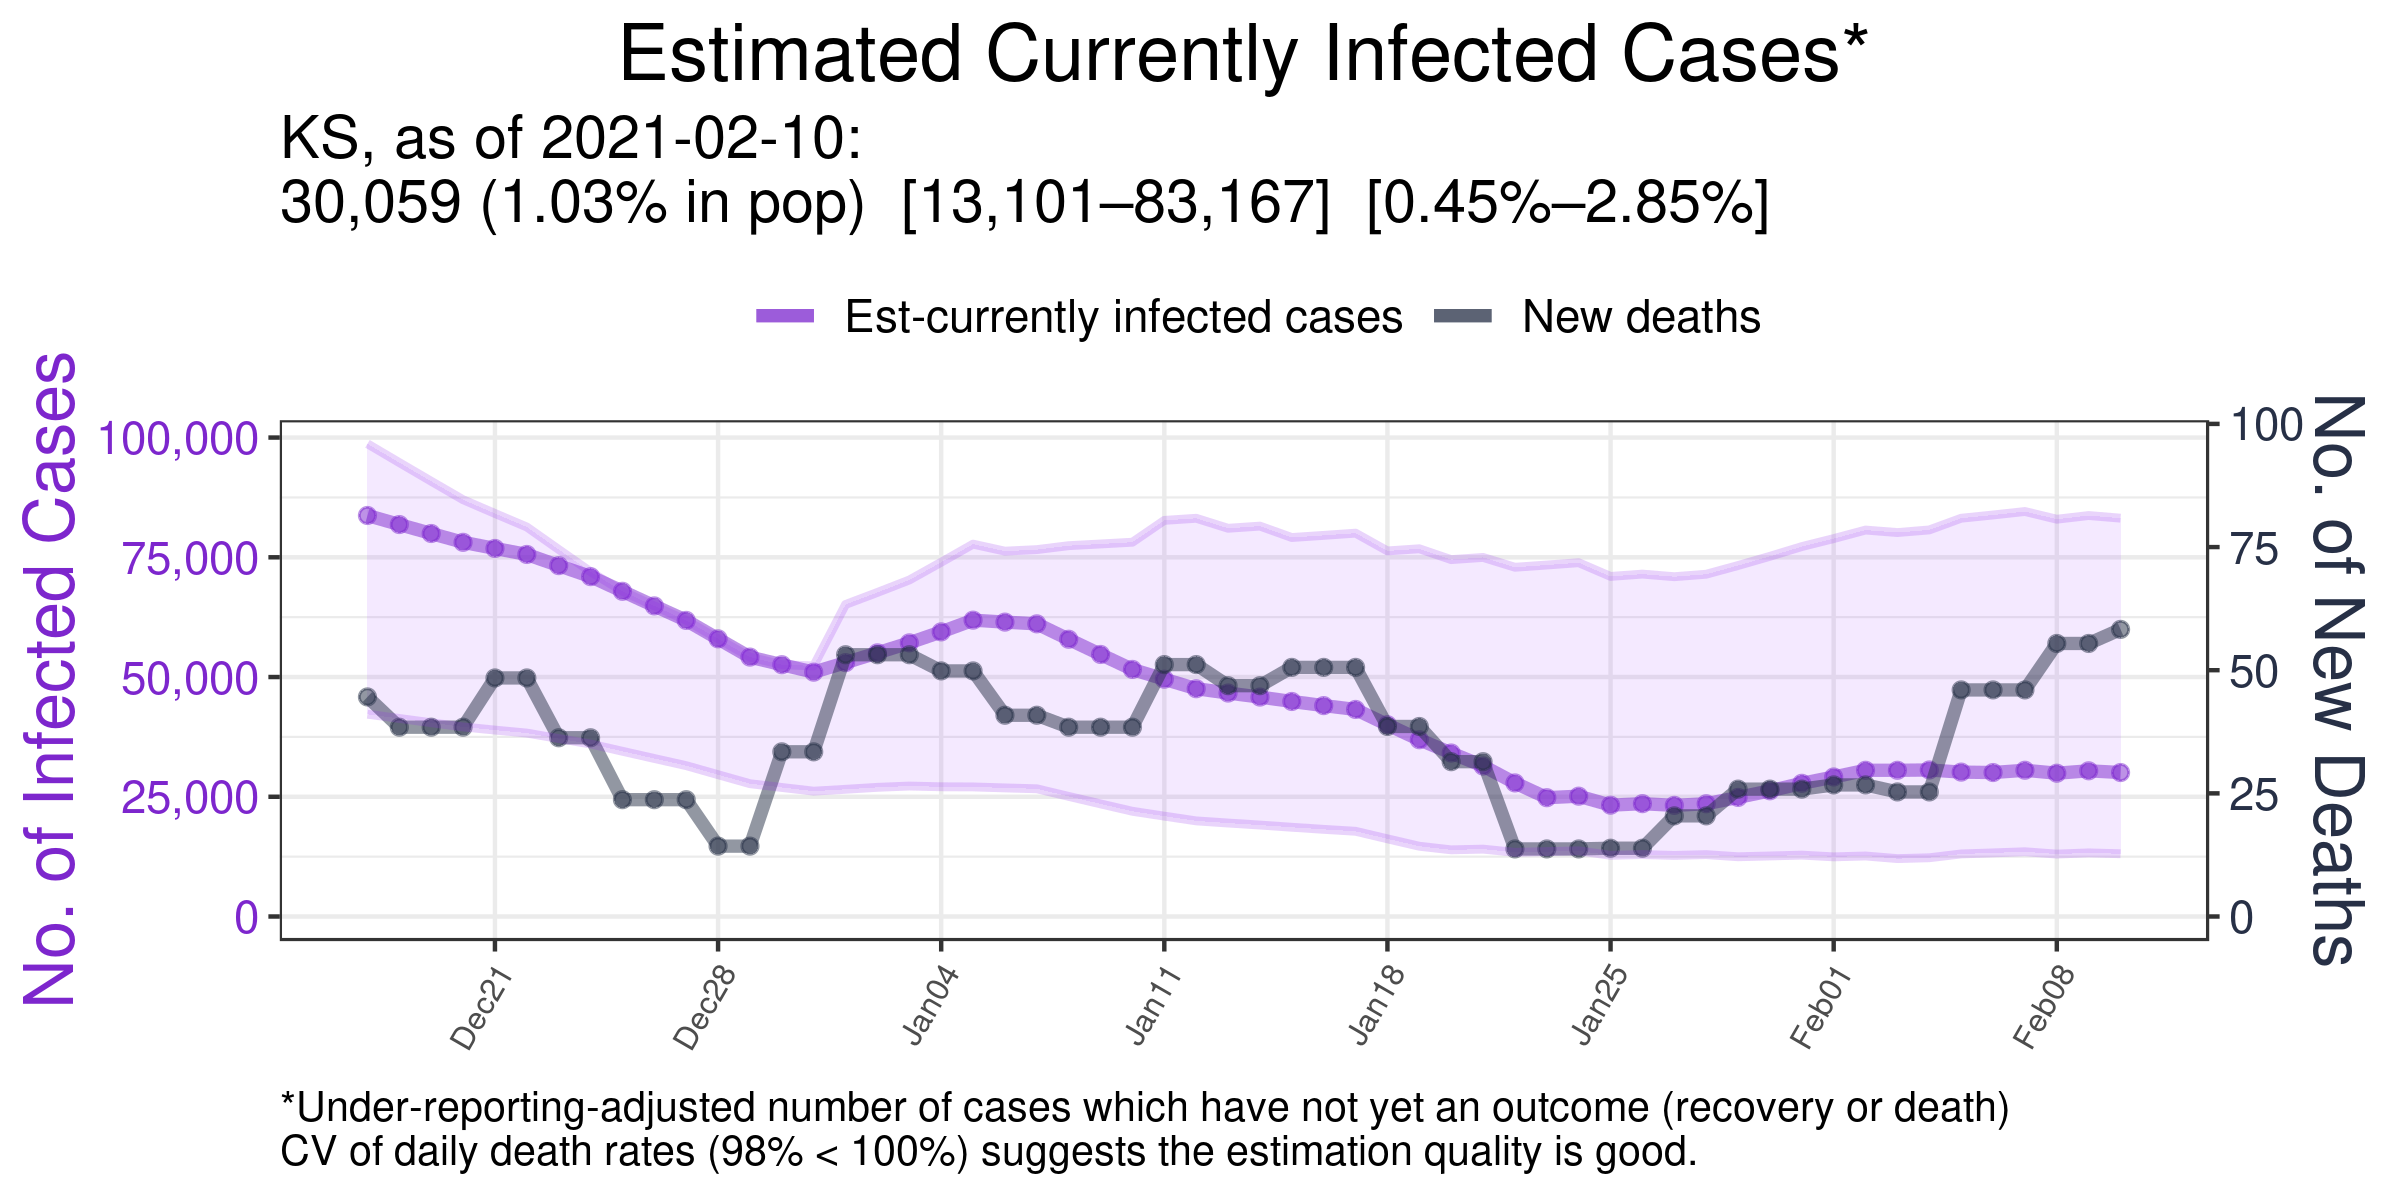 Estimated Currently Infected Cases*
KS, as of 2021-02-10:
30,059 (1.03% in pop)  [13,101–83,167]  [0.45%–2.85%]
Est-currently infected cases
New deaths
No. of Infected Cases
100,000
75,000
50,000
25,000
0
100
75
50
25
0
No. of New Deaths
Dec21
Dec28
Jan04
Jan11
Jan18
Jan25
Feb01
Feb08
*Under-reporting-adjusted number of cases which have not yet an outcome (recovery or death)
CV of daily death rates (98% < 100%) suggests the estimation quality is good.